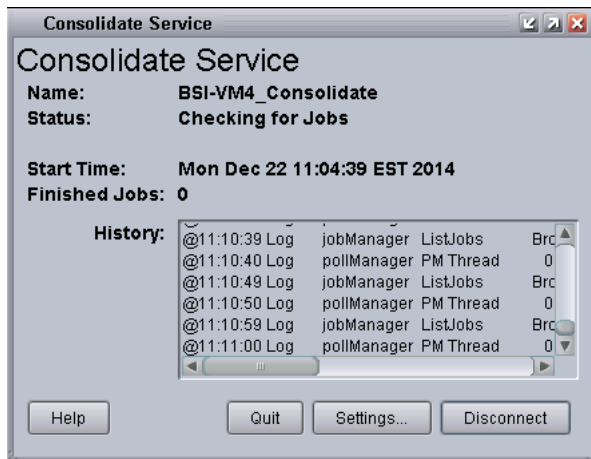 Consolidate Service
Consolidate Service
Name: BSI-VM4_Consolidate
Status: Checking for Jobs
Start Time: Mon Dec 22 11:04:39 EST 2014
Finished Jobs: 0
History:
@11:10:39 Log jobManager ListJobs Brc
@11:10:40 Log pollManager PM Thread 0
@11:10:49 Log jobManager ListJobs Brc
@11:10:50 Log pollManager PM Thread 0
@11:10:59 Log jobManager ListJobs Brc
@11:11:00 Log pollManager PM Thread 0
Help Quit Settings... Disconnect